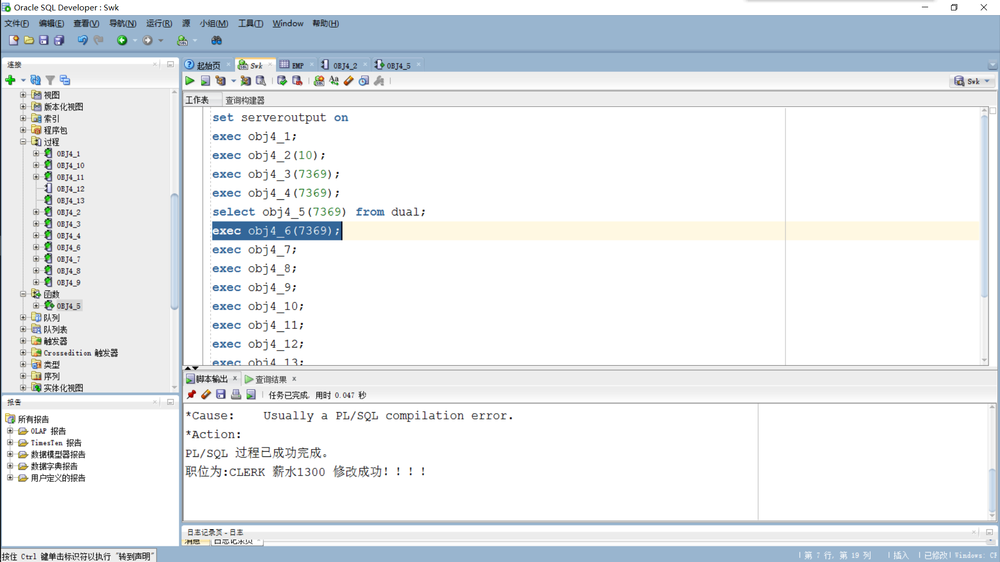 Oracle SQL Developer : Swk
文件(F) 编辑(E) 查看(V) 导航(N) 运行(R) 源 小组(M) 工具(T) Window 帮助(H)
连接
起始页 Swk EMP OBJ4_2 OBJ4_5
Swk
工作表 查询构建器
视图
版本化视图
索引
程序包
过程
OBJ4_1
OBJ4_10
OBJ4_11
OBJ4_12
OBJ4_13
OBJ4_2
OBJ4_3
OBJ4_4
OBJ4_6
OBJ4_7
OBJ4_8
OBJ4_9
函数
OBJ4_5
队列
队列表
触发器
Crossedition 触发器
类型
序列
实体化视图
set serveroutput on
exec obj4_1;
exec obj4_2(10);
exec obj4_3(7369);
exec obj4_4(7369);
select obj4_5(7369) from dual;
exec obj4_6(7369);
exec obj4_7;
exec obj4_8;
exec obj4_9;
exec obj4_10;
exec obj4_11;
exec obj4_12;
exec obj4_13;
报告
所有报告
OLAP 报告
TimesTen 报告
数据模型器报告
数据字典报告
用户定义的报告
脚本输出 查询结果
任务已完成, 用时 0.047 秒
*Cause: Usually a PL/SQL compilation error.
*Action:
PL/SQL 过程已成功完成。
职位为:CLERK 薪水1300 修改成功！！！！
日志记录页 - 日志
消息 日志记录页
按住 Ctrl 键单击标识符以执行 "转到声明"
第 7 行, 第 19 列 插入 已修改 Windows: CF